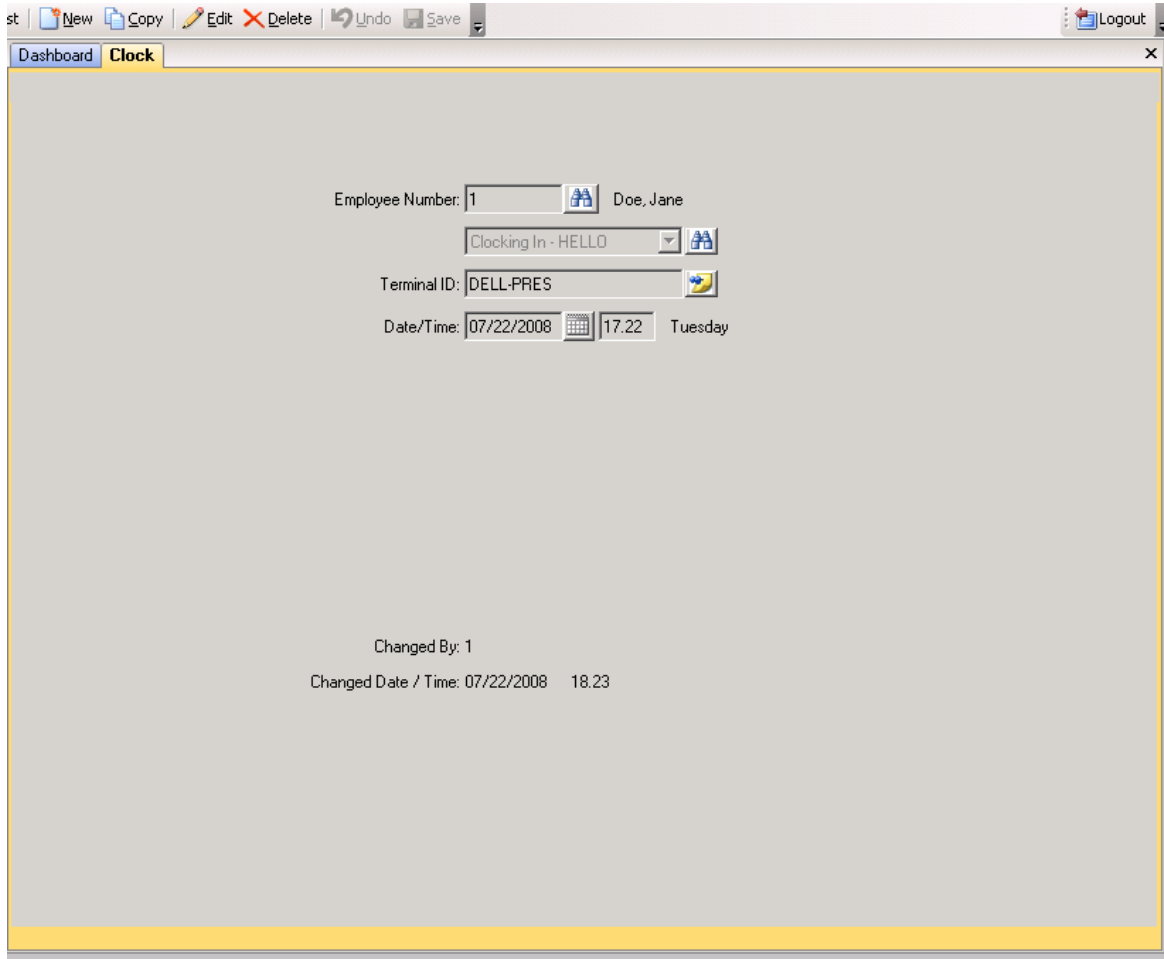 st New Copy Edit Delete Undo Save Logout
Dashboard Clock
Employee Number: 1 Doe, Jane
Clocking In - HELLO
Terminal ID: DELL-PRES
Date/Time: 07/22/2008 17.22 Tuesday
Changed By: 1
Changed Date / Time: 07/22/2008 18.23